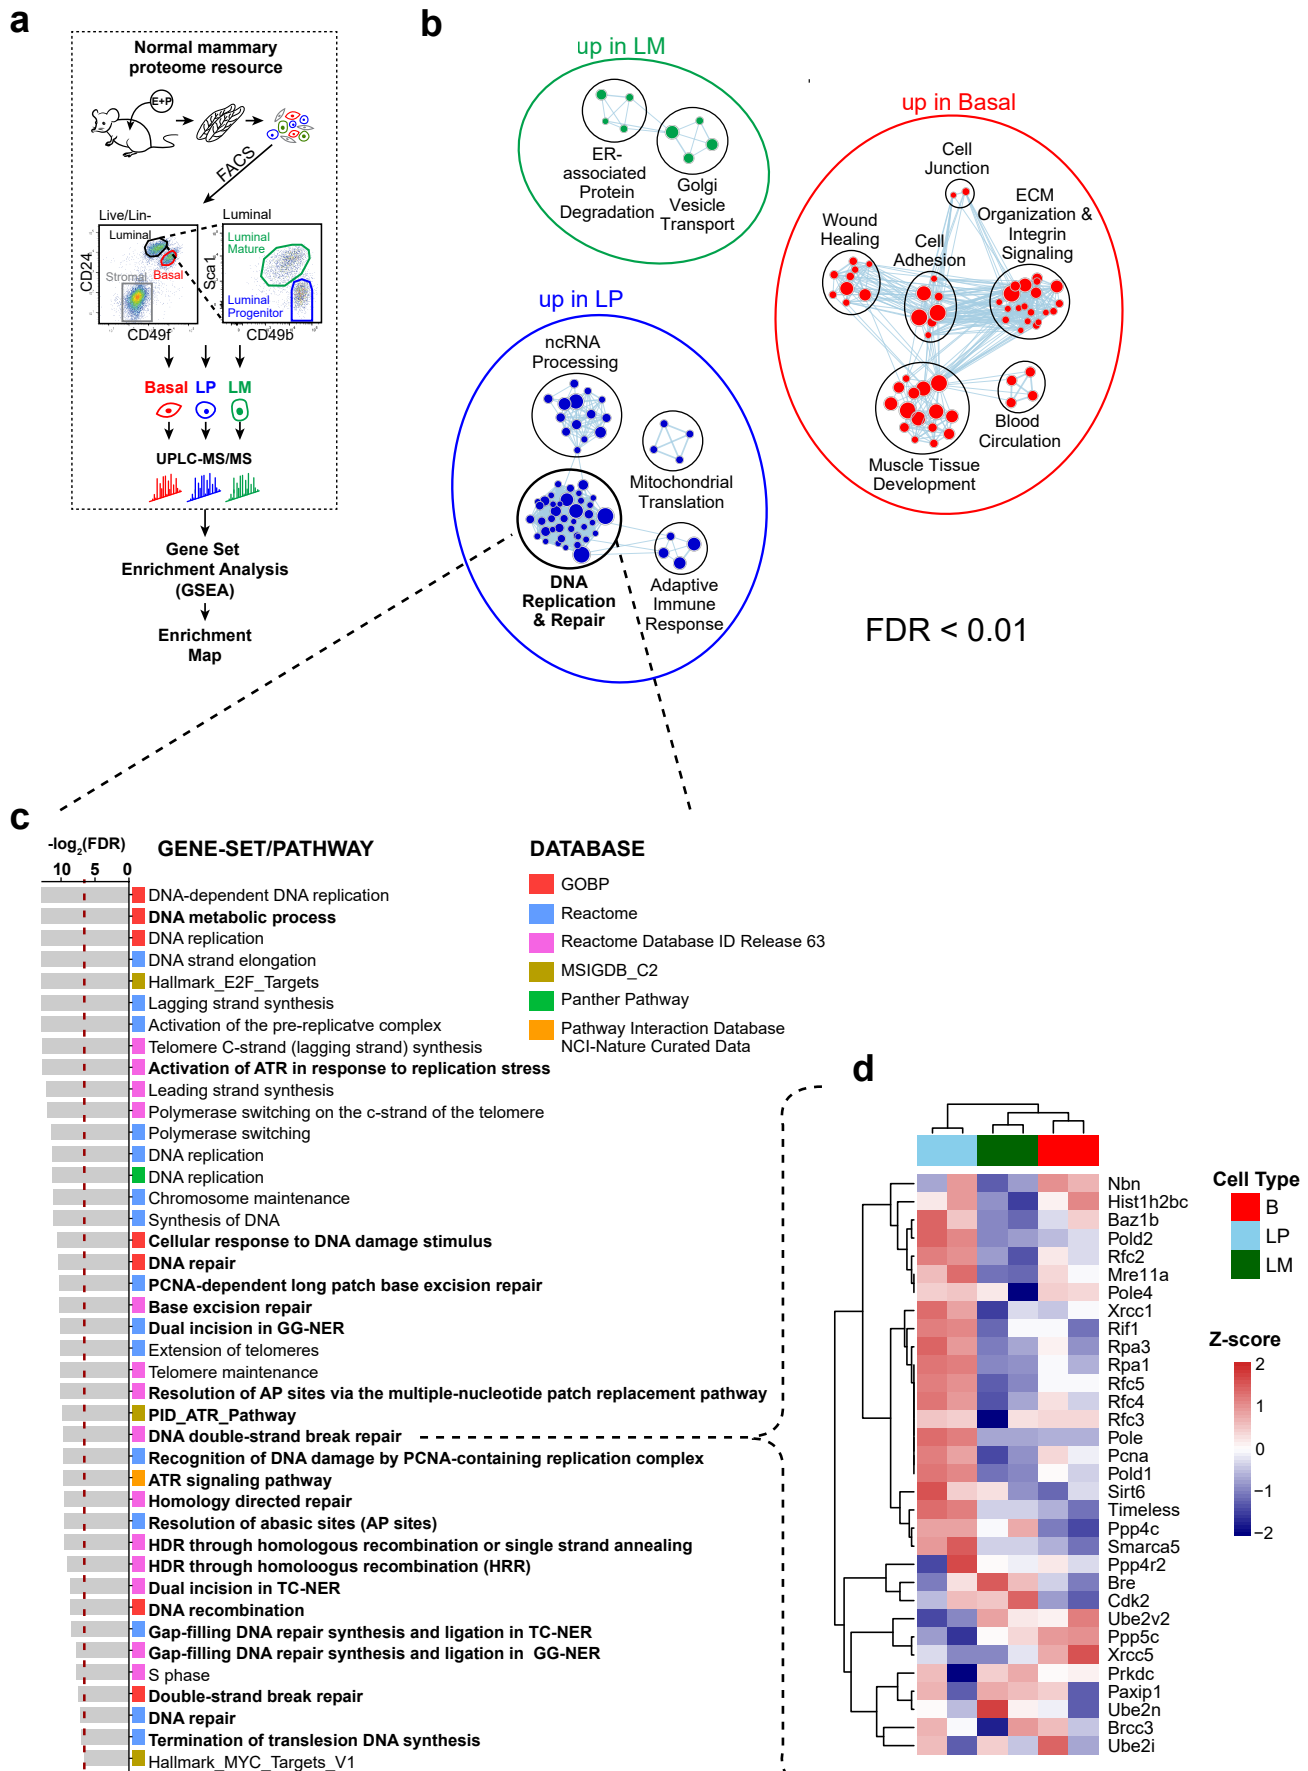 a
Normal mammary
proteome resource
E+P
FACS
Live/Lin-
Luminal
Stromal
Basal
CD24
CD49f
Luminal
Luminal
Mature
Luminal
Progenitor
Sca1
CD49b
Basal LP LM
UPLC-MS/MS
Gene Set
Enrichment Analysis
(GSEA)
Enrichment
Map
b
up in LM
ER-
associated
Protein
Degradation
Golgi
Vesicle
Transport
up in Basal
Cell
Junction
ECM
Organization &
Integrin
Signaling
Wound
Healing
Cell
Adhesion
Blood
Circulation
Muscle Tissue
Development
up in LP
ncRNA
Processing
Mitochondrial
Translation
DNA
Replication
& Repair
Adaptive
Immune
Response
FDR < 0.01
c
-log2(FDR)
10 5 0
GENE-SET/PATHWAY
DNA-dependent DNA replication
DNA metabolic process
DNA replication
DNA strand elongation
Hallmark_E2F_Targets
Lagging strand synthesis
Activation of the pre-replicatve complex
Telomere C-strand (lagging strand) synthesis
Activation of ATR in response to replication stress
Leading strand synthesis
Polymerase switching on the c-strand of the telomere
Polymerase switching
DNA replication
DNA replication
Chromosome maintenance
Synthesis of DNA
Cellular response to DNA damage stimulus
DNA repair
PCNA-dependent long patch base excision repair
Base excision repair
Dual incision in GG-NER
Extension of telomeres
Telomere maintenance
Resolution of AP sites via the multiple-nucleotide patch replacement pathway
PID_ATR_Pathway
DNA double-strand break repair
Recognition of DNA damage by PCNA-containing replication complex
ATR signaling pathway
Homology directed repair
Resolution of abasic sites (AP sites)
HDR through homologous recombination or single strand annealing
HDR through homoloogus recombination (HRR)
Dual incision in TC-NER
DNA recombination
Gap-filling DNA repair synthesis and ligation in TC-NER
Gap-filling DNA repair synthesis and ligation in GG-NER
S phase
Double-strand break repair
DNA repair
Termination of translesion DNA synthesis
Hallmark_MYC_Targets_V1
DATABASE
GOBP
Reactome
Reactome Database ID Release 63
MSIGDB_C2
Panther Pathway
Pathway Interaction Database
NCI-Nature Curated Data
d
Nbn
Hist1h2bc
Baz1b
Pold2
Rfc2
Mre11a
Pole4
Xrcc1
Rif1
Rpa3
Rpa1
Rfc5
Rfc4
Rfc3
Pole
Pcna
Pold1
Sirt6
Timeless
Ppp4c
Smarca5
Ppp4r2
Bre
Cdk2
Ube2v2
Ppp5c
Xrcc5
Prkdc
Paxip1
Ube2n
Brcc3
Ube2i
Cell Type
B
LP
LM
Z-score
2
1
0
−1
−2